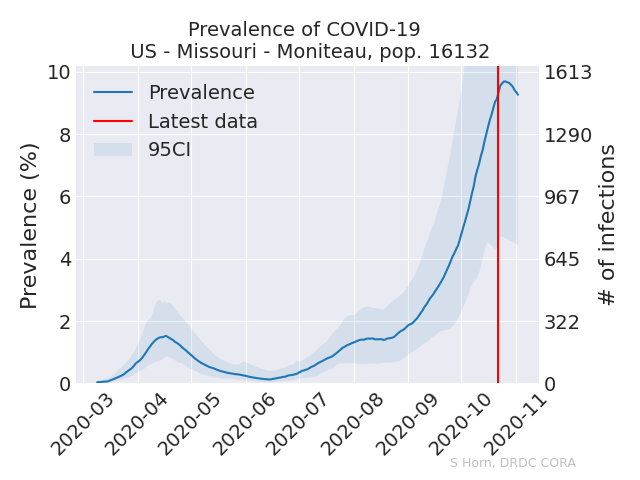 Prevalence of COVID-19
US - Missouri - Moniteau, pop. 16132
Prevalence (%)
10
8
6
4
2
0
Prevalence
Latest data
95CI
1613
1290
967
645
322
0
# of infections
2020-03
2020-04
2020-05
2020-06
2020-07
2020-08
2020-09
2020-10
2020-11
S Horn, DRDC CORA